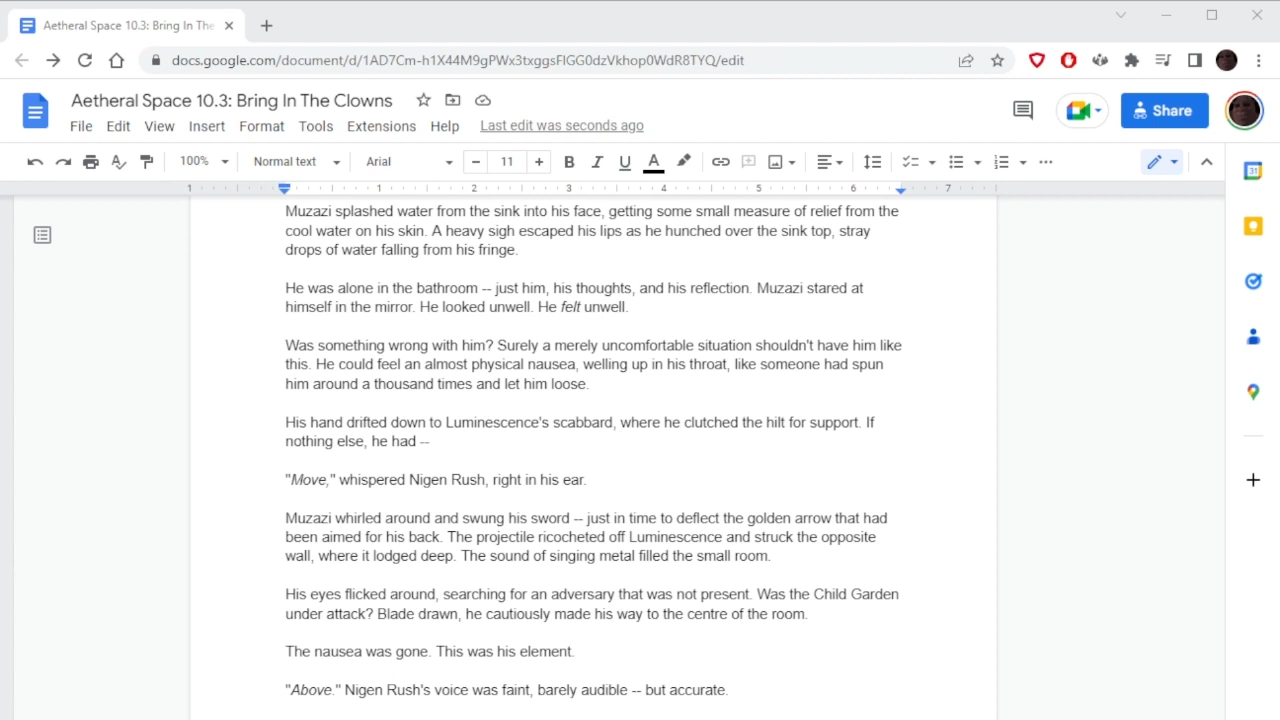 Aetheral Space 10.3: Bring In The
docs.google.com/document/d/1AD7Cm-h1X44M9gPWx3txggsFIGG0dzVkhop0WdR8TYQ/edit
Aetheral Space 10.3: Bring In The Clowns
File Edit View Insert Format Tools Extensions Help Last edit was seconds ago
Share
100% Normal text Arial 11
1 1 2 3 4 5 6 7
31
Muzazi splashed water from the sink into his face, getting some small measure of relief from the
cool water on his skin. A heavy sigh escaped his lips as he hunched over the sink top, stray
drops of water falling from his fringe.
He was alone in the bathroom -- just him, his thoughts, and his reflection. Muzazi stared at
himself in the mirror. He looked unwell. He felt unwell.
Was something wrong with him? Surely a merely uncomfortable situation shouldn't have him like
this. He could feel an almost physical nausea, welling up in his throat, like someone had spun
him around a thousand times and let him loose.
His hand drifted down to Luminescence's scabbard, where he clutched the hilt for support. If
nothing else, he had --
"Move," whispered Nigen Rush, right in his ear.
Muzazi whirled around and swung his sword -- just in time to deflect the golden arrow that had
been aimed for his back. The projectile ricocheted off Luminescence and struck the opposite
wall, where it lodged deep. The sound of singing metal filled the small room.
His eyes flicked around, searching for an adversary that was not present. Was the Child Garden
under attack? Blade drawn, he cautiously made his way to the centre of the room.
The nausea was gone. This was his element.
"Above." Nigen Rush's voice was faint, barely audible -- but accurate.